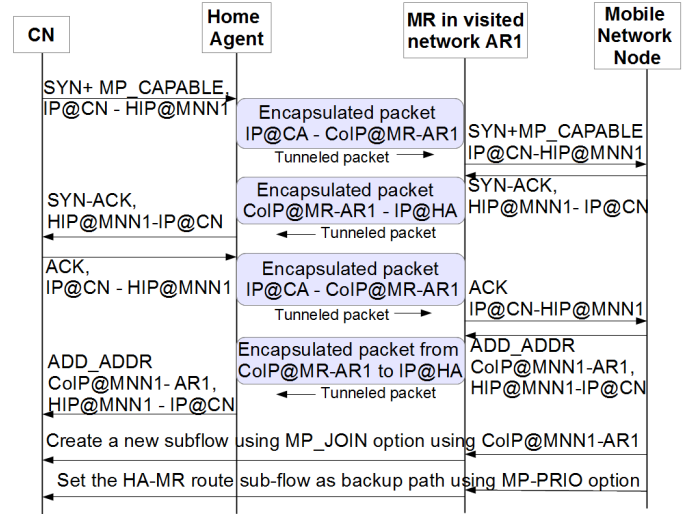 CN
Home
Agent
MR in visited
network AR1
Mobile
Network
Node
SYN+ MP_CAPABLE,
IP@CN - HIP@MNN1
Encapsulated packet
IP@CA - CoIP@MR-AR1
Tunneled packet
SYN+MP_CAPABLE
IP@CN-HIP@MNN1
SYN-ACK,
HIP@MNN1- IP@CN
Encapsulated packet
CoIP@MR-AR1 - IP@HA
Tunneled packet
SYN-ACK,
HIP@MNN1-IP@CN
ACK,
IP@CN - HIP@MNN1
Encapsulated packet
IP@CA - CoIP@MR-AR1
Tunneled packet
ACK
IP@CN-HIP@MNN1
ADD_ADDR
CoIP@MNN1-AR1,
HIP@MNN1-IP@CN
Encapsulated packet from
CoIP@MR-AR1 to IP@HA
Tunneled packet
ADD_ADDR
CoIP@MNN1- AR1,
HIP@MNN1 - IP@CN
Create a new subflow using MP_JOIN option using CoIP@MNN1-AR1
Set the HA-MR route sub-flow as backup path using MP-PRIO option